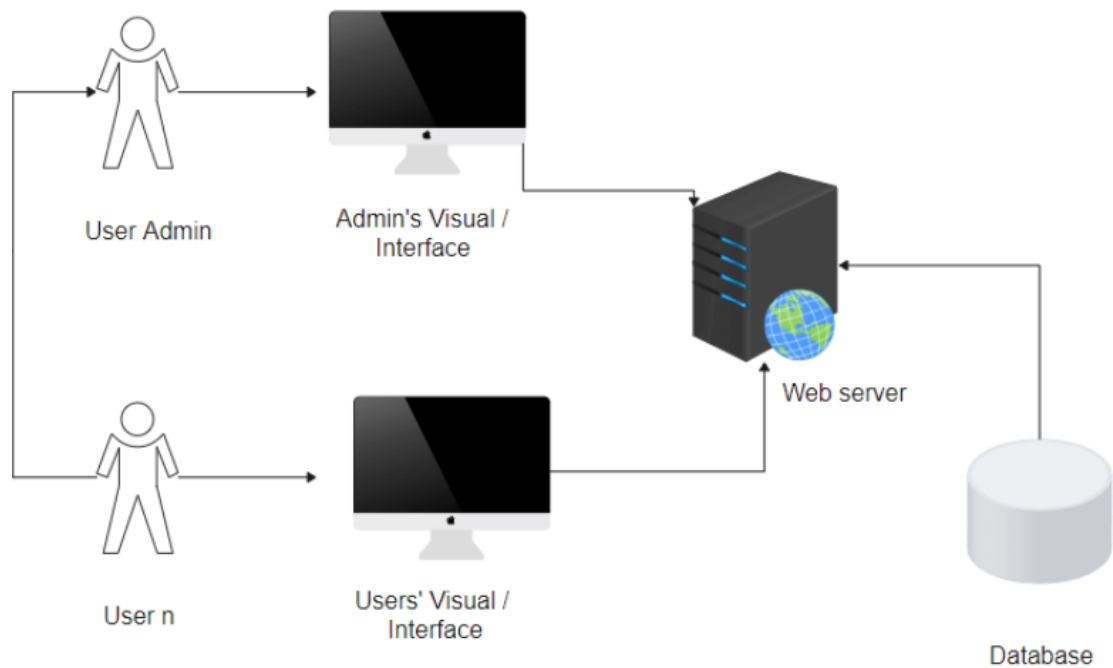 User Admin
Admin's Visual /
Interface
Web server
User n
Users' Visual /
Interface
Database